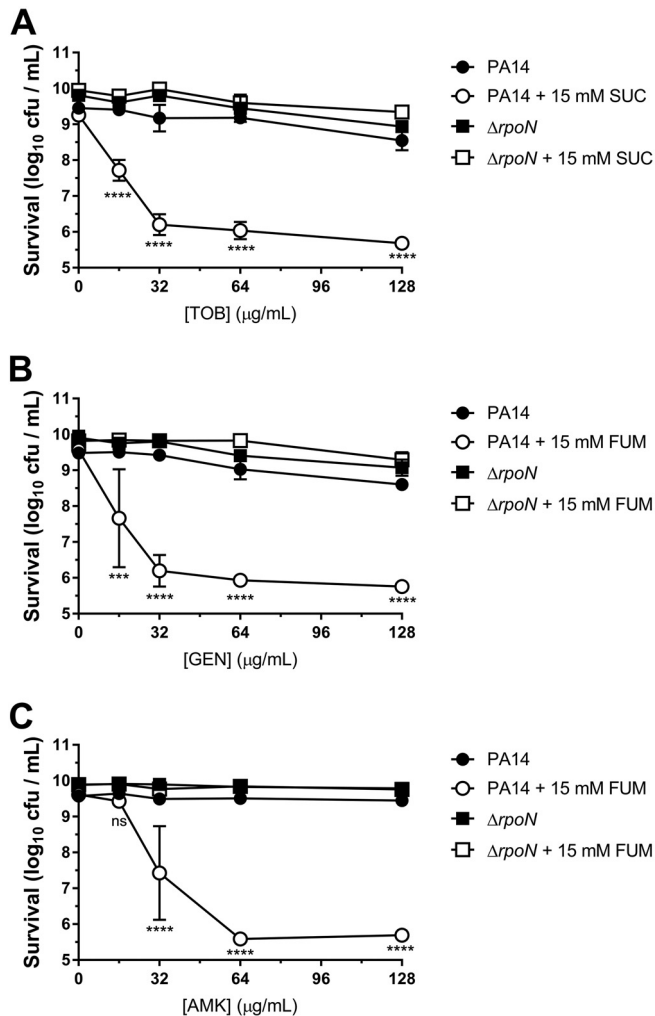 A
Survival (log10 cfu / mL)
11
10
9
8
7
6
5
****
****
****
****
0
32
64
96
128
[TOB] (μg/mL)
PA14
PA14 + 15 mM SUC
ΔrpoN
ΔrpoN + 15 mM SUC
B
Survival (log10 cfu / mL)
11
10
9
8
7
6
5
***
****
****
****
0
32
64
96
128
[GEN] (μg/mL)
PA14
PA14 + 15 mM FUM
ΔrpoN
ΔrpoN + 15 mM FUM
C
Survival (log10 cfu / mL)
11
10
9
8
7
6
5
ns
****
****
****
0
32
64
96
128
[AMK] (μg/mL)
PA14
PA14 + 15 mM FUM
ΔrpoN
ΔrpoN + 15 mM FUM